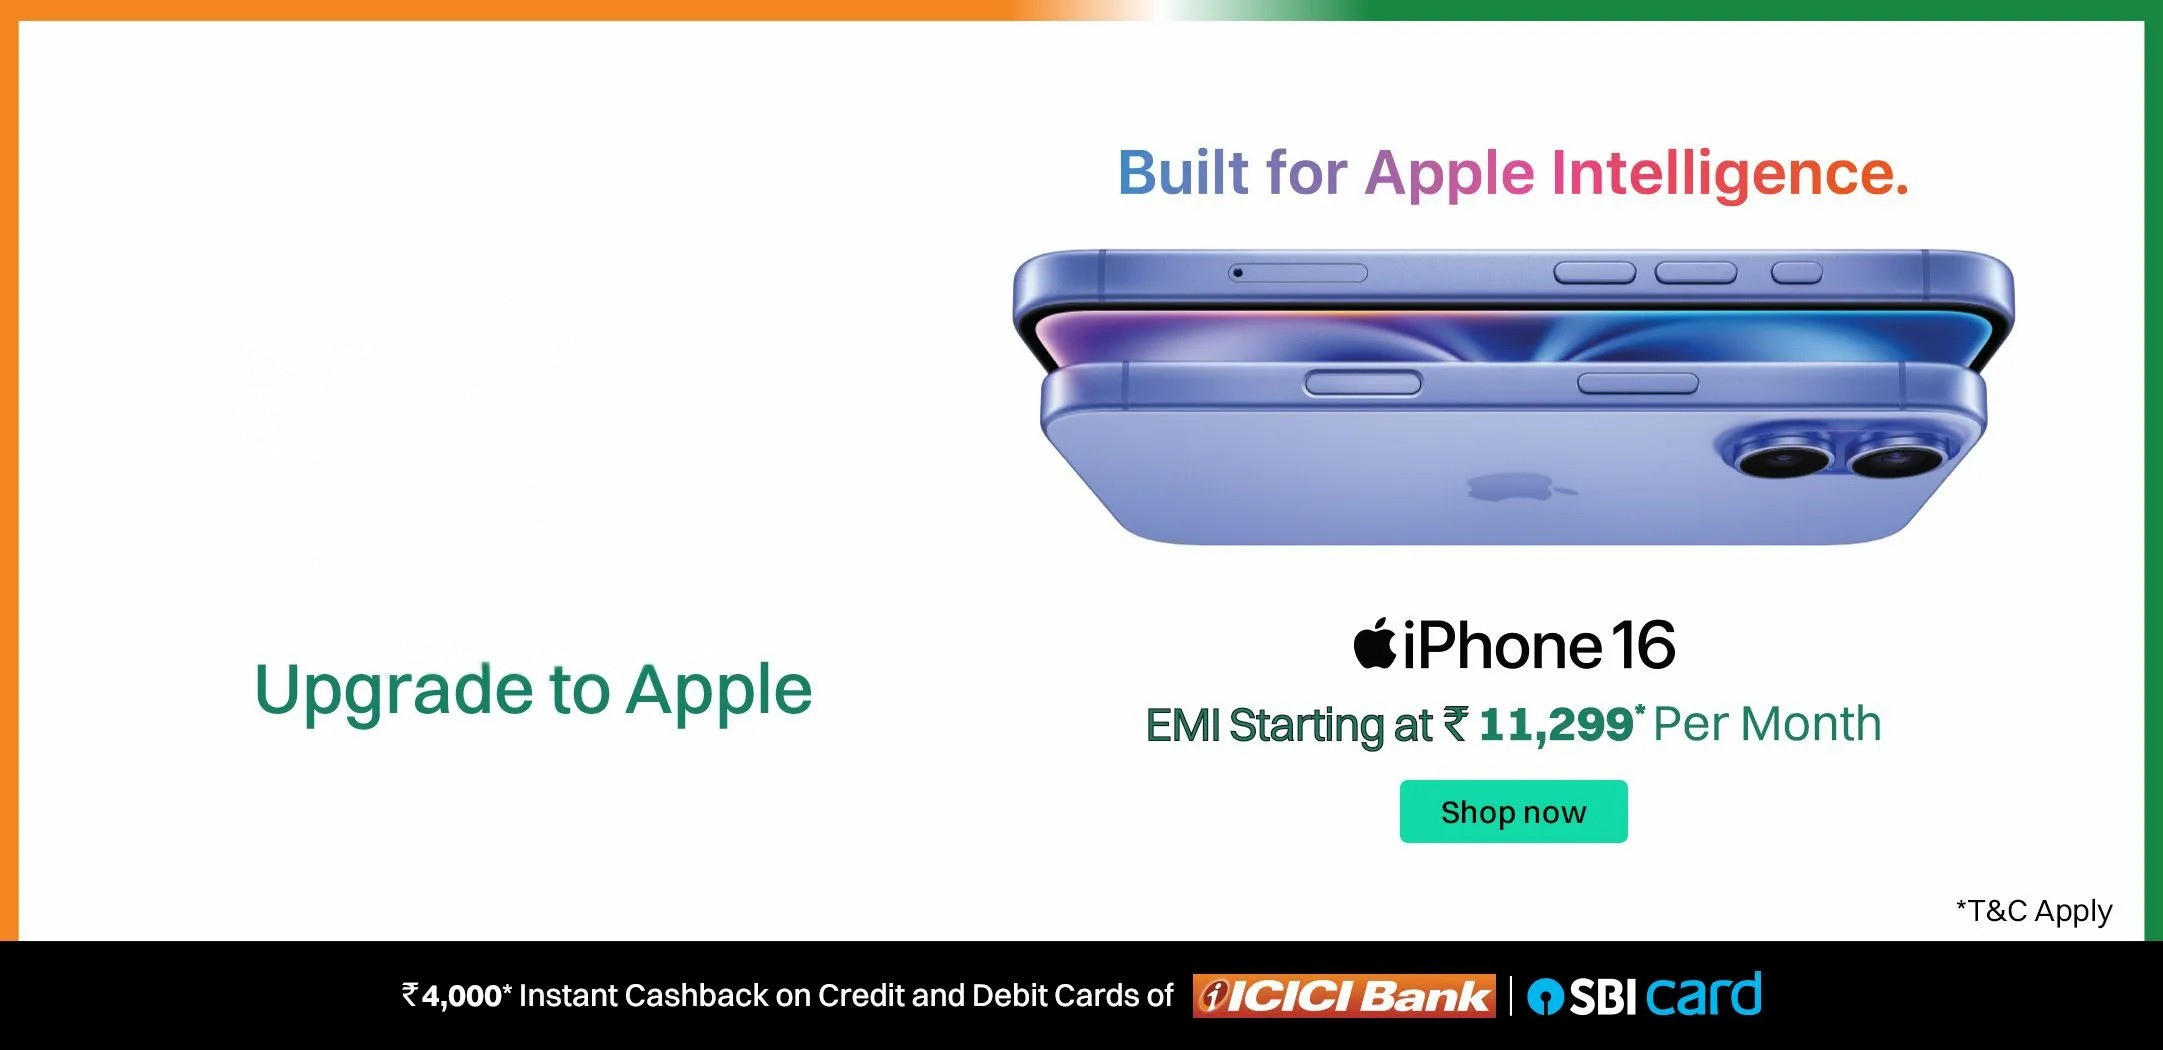 Built for Apple Intelligence.
Upgrade to Apple
iPhone 16
EMI Starting at ₹ 11,299* Per Month
Shop now
*T&C Apply
₹4,000* Instant Cashback on Credit and Debit Cards of ICICI Bank | SBI card